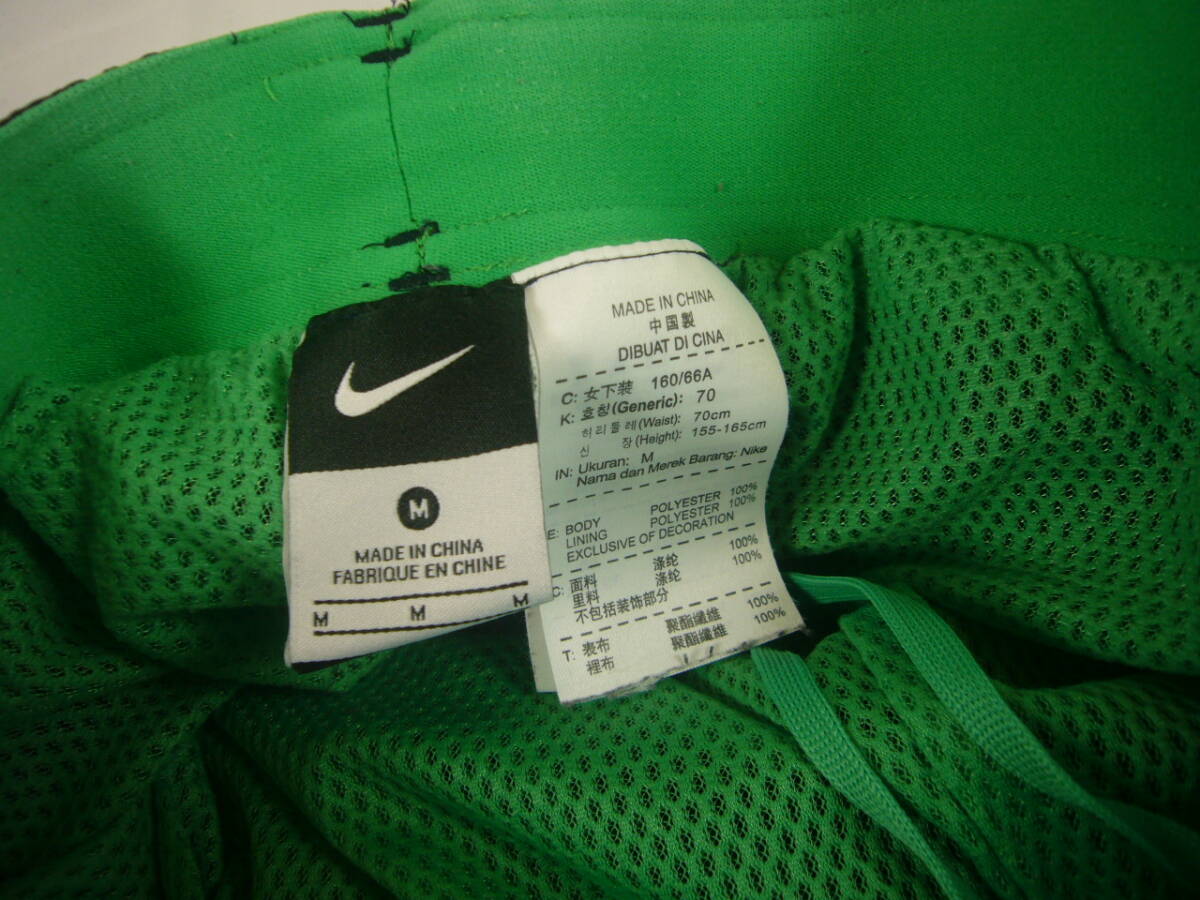 M
MADE IN CHINA
FABRIQUE EN CHINE
M M M
MADE IN CHINA
中国製
DIBUAT DI CINA
C: 女下装 160/66A
K: 호칭(Generic): 70
허리둘레(Waist): 70cm
신 장(Height): 155-165cm
IN: Ukuran: M
Nama dan Merek Barang: Nike
E: BODY POLYESTER 100%
LINING POLYESTER 100%
EXCLUSIVE OF DECORATION
C: 面料 涤纶 100%
里料 涤纶 100%
不包括装饰部分
T: 表布 聚酯纖維 100%
裡布 聚酯纖維 100%